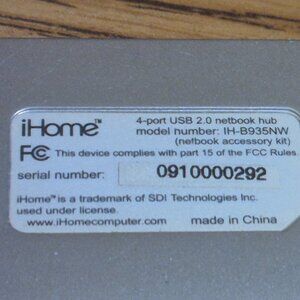 iHome™
4-port USB 2.0 netbook hub
model number: IH-B935NW
(netbook accessory kit)
FC This device complies with part 15 of the FCC Rules
serial number: 0910000292
iHome™ is a trademark of SDI Technologies Inc.
used under license.
www.iHomecomputer.com made in China